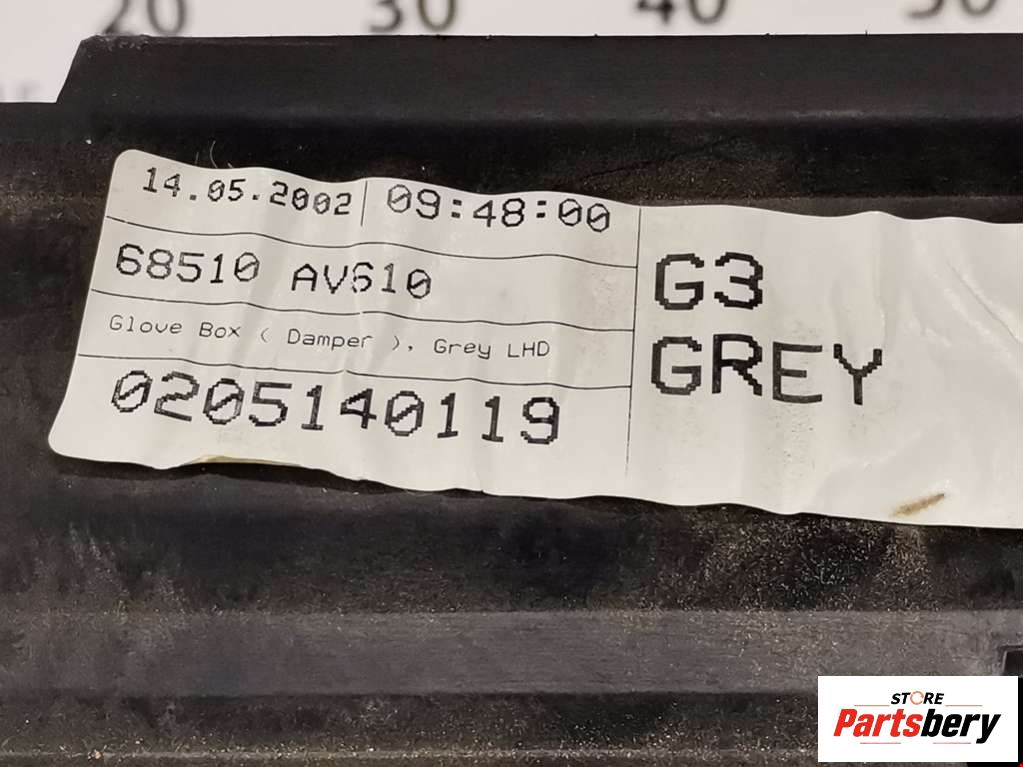 20 30 40 50
14.05.2002 09:48:00
68510 AV610
Glove Box ( Damper ), Grey LHD
0205140119
G3
GREY
STORE
Partsbery